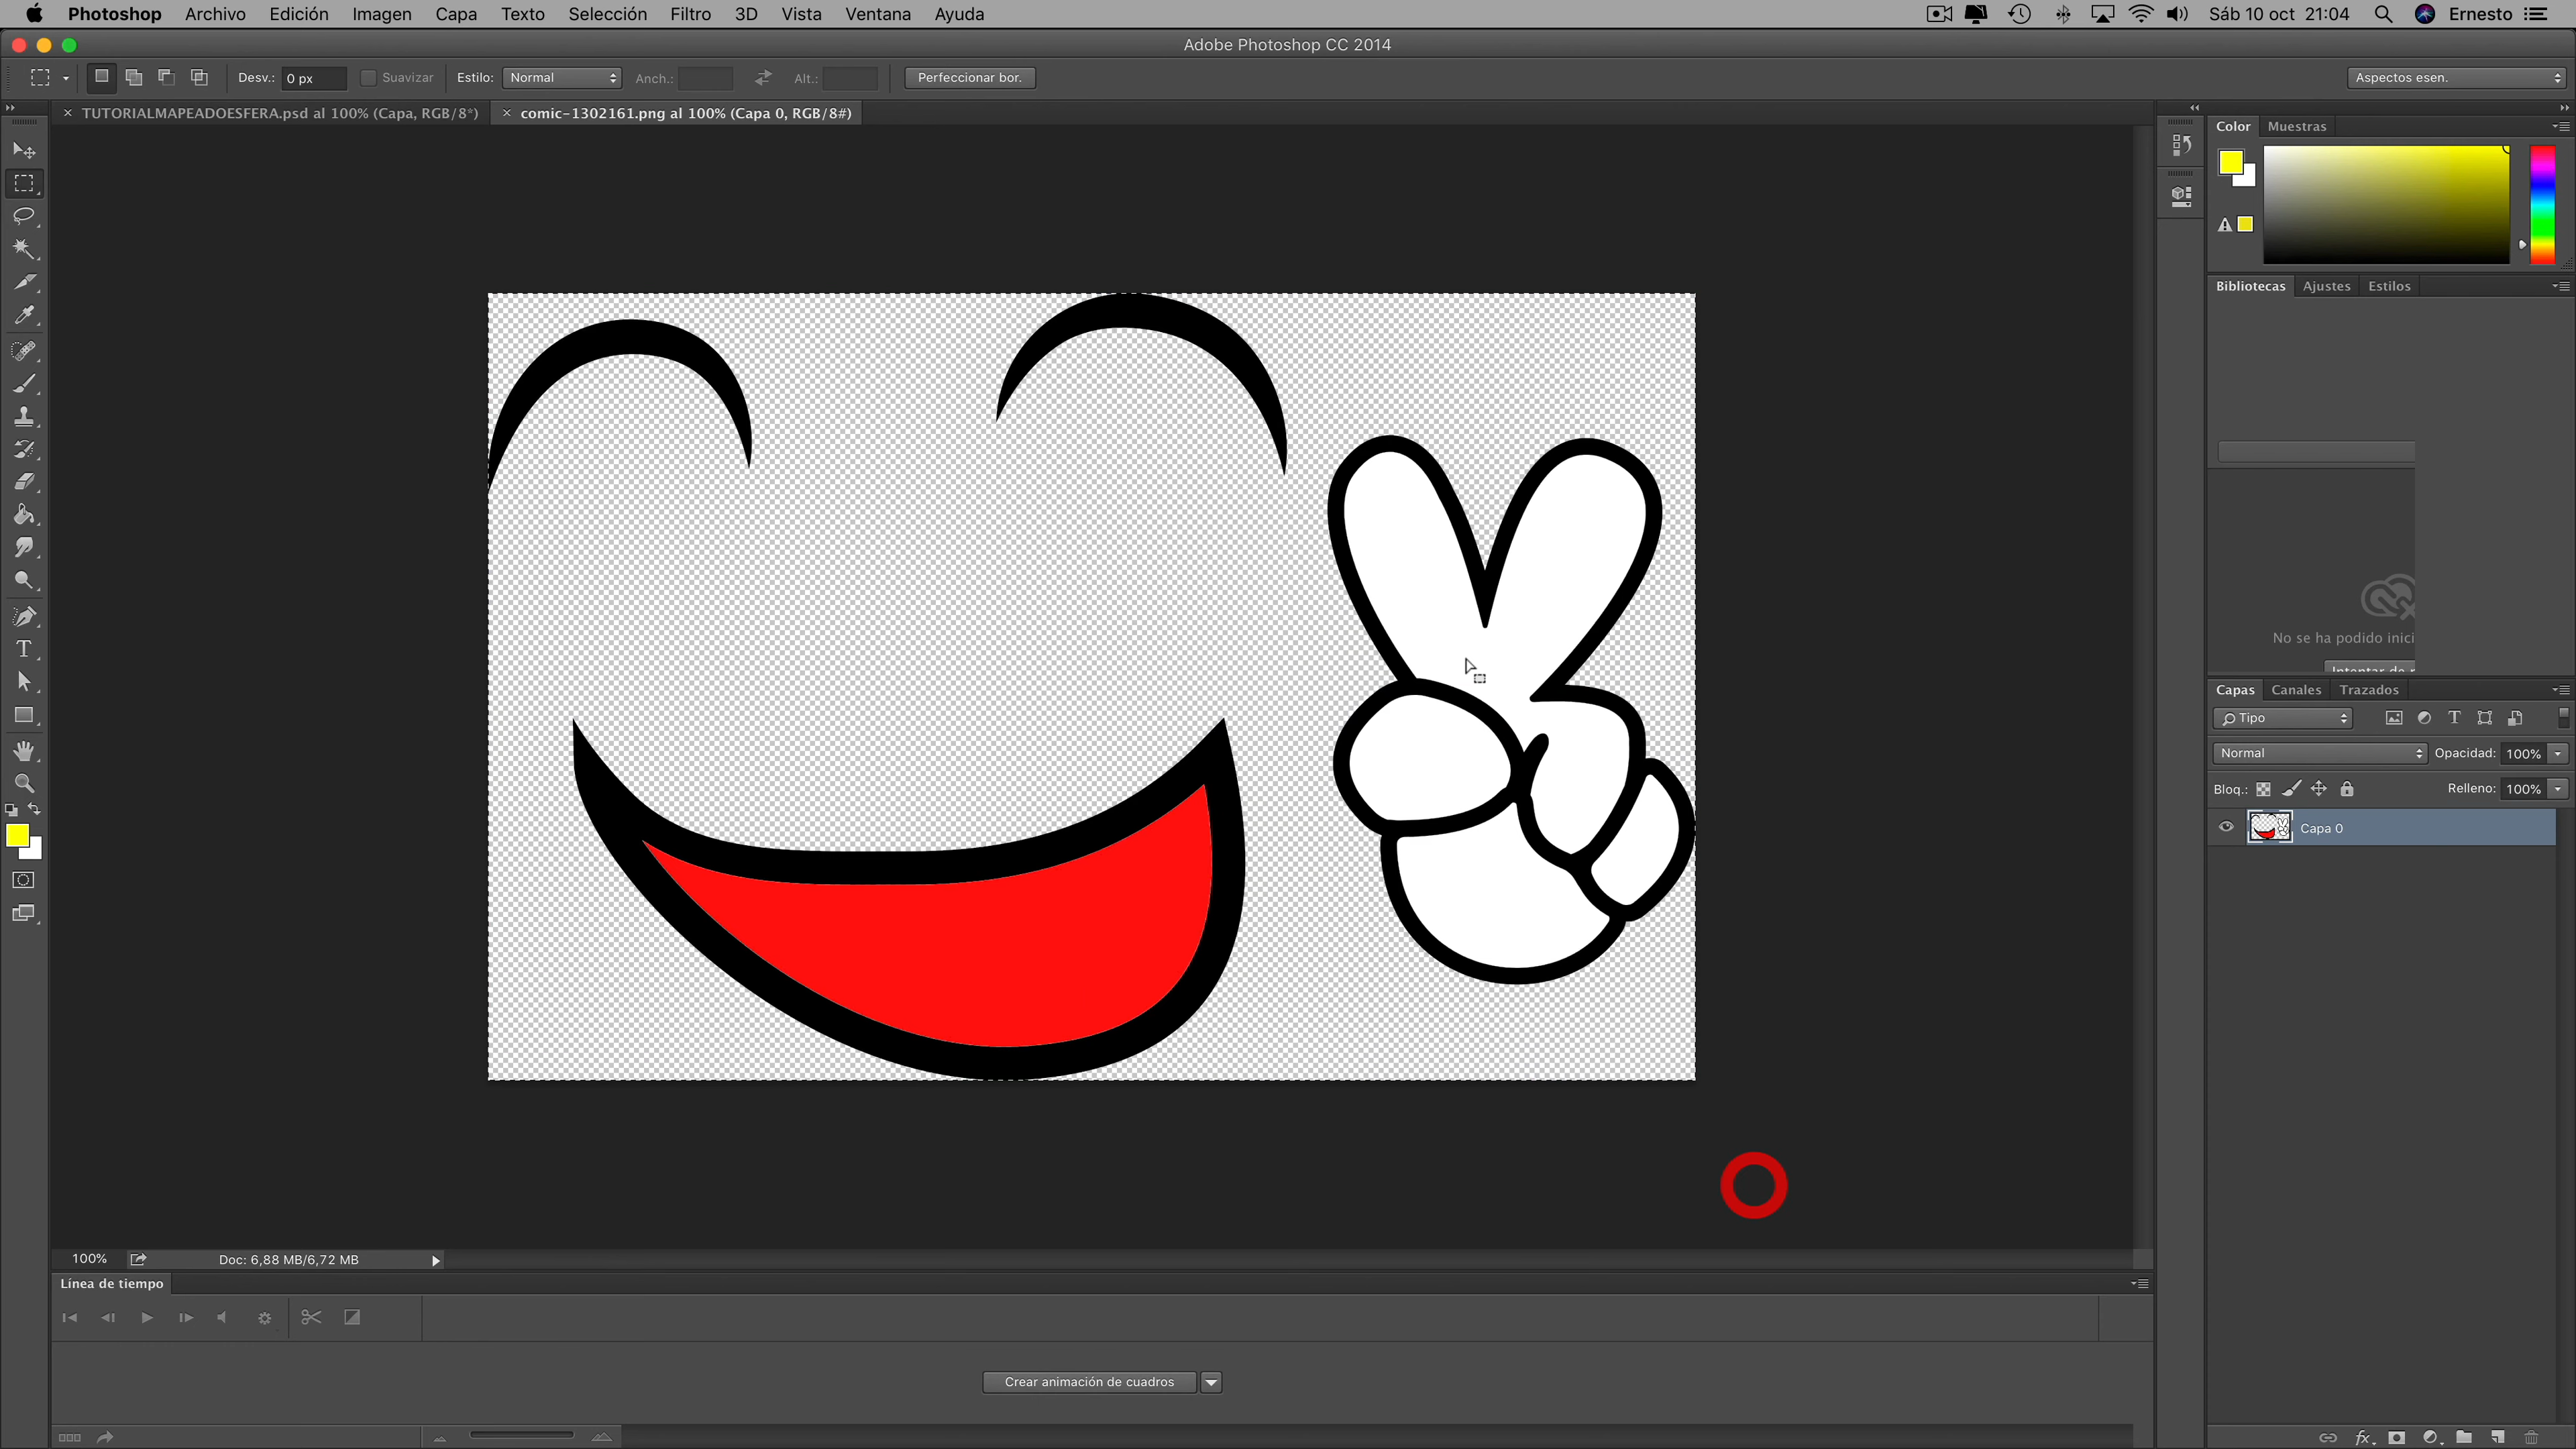 Photoshop Archivo Edición Imagen Capa Texto Selección Filtro 3D Vista Ventana Ayuda Sáb 10 oct 21:04 Ernesto
Adobe Photoshop CC 2014
Desv.: 0 px Suavizar Estilo: Normal Anch.: Alt.: Perfeccionar bor. Aspectos esen.
TUTORIALMAPEADOESFERA.psd al 100% (Capa, RGB/8*) comic-1302161.png al 100% (Capa 0, RGB/8#)
Color Muestras
Bibliotecas Ajustes Estilos
No se ha podido inici
Intentar de
Capas Canales Trazados
Tipo
Normal Opacidad: 100%
Bloq.: Relleno: 100%
Capa 0
100% Doc: 6,88 MB/6,72 MB
Línea de tiempo
Crear animación de cuadros